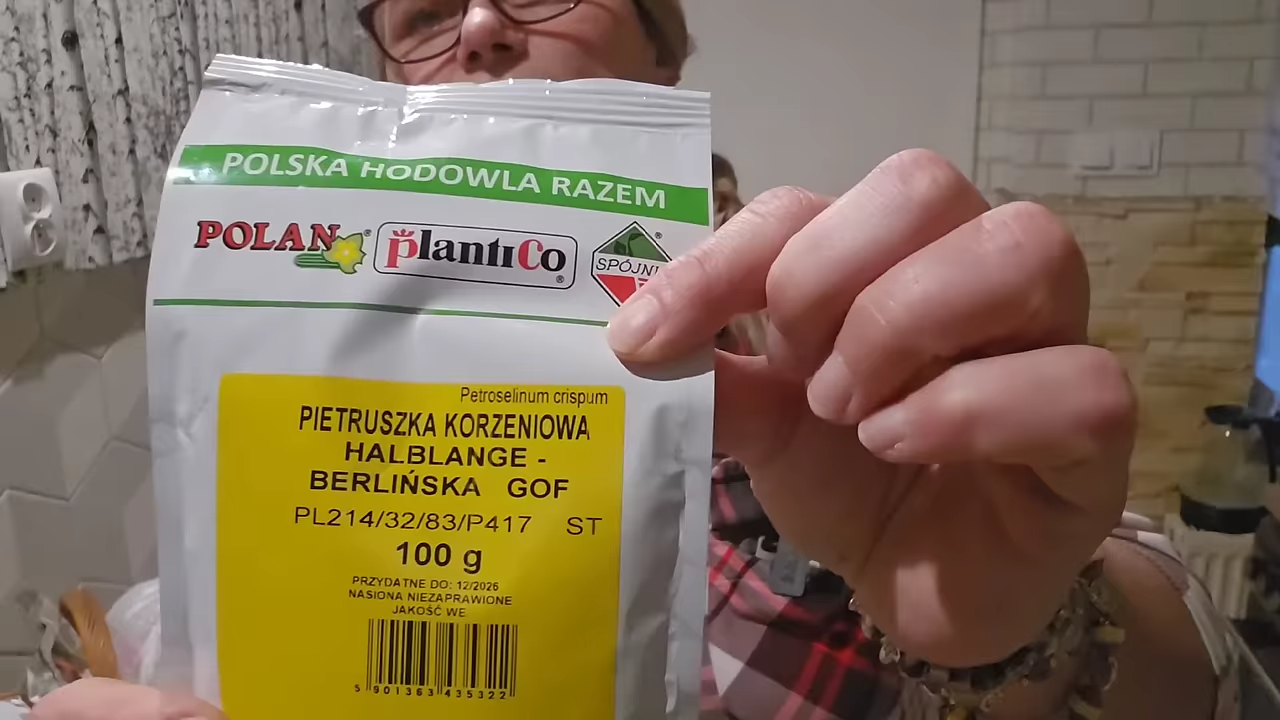 POLSKA HODOWLA RAZEM
POLAN® plantico® SPÓJNI ®
Petroselinum crispum
PIETRUSZKA KORZENIOWA
HALBLANGE -
BERLIŃSKA GOF
PL214/32/83/P417 ST
100 g
PRZYDATNE DO: 12/2026
NASIONA NIEZAPRAWIONE
JAKOŚĆ WE
5 901363 435322